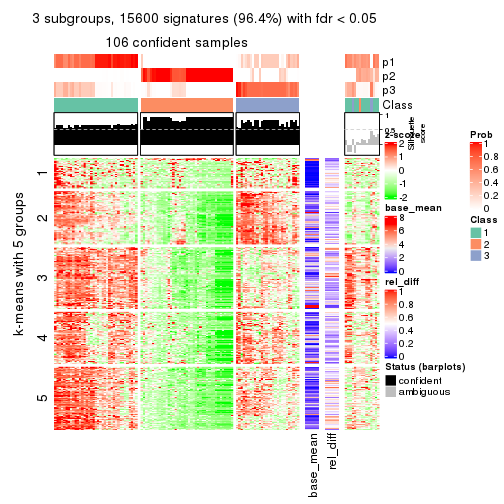 3 subgroups, 15600 signatures (96.4%) with fdr < 0.05
106 confident samples
p1
p2
p3
Class
1
0.5
0
Silhouette
score
k-means with 5 groups
1
2
3
4
5
base_mean
rel_diff
z-score
2
1
0
-1
-2
base_mean
8
6
4
2
0
rel_diff
1
0.8
0.6
0.4
0.2
0
Status (barplots)
confident
ambiguous
Prob
1
0.8
0.6
0.4
0.2
0
Class
1
2
3